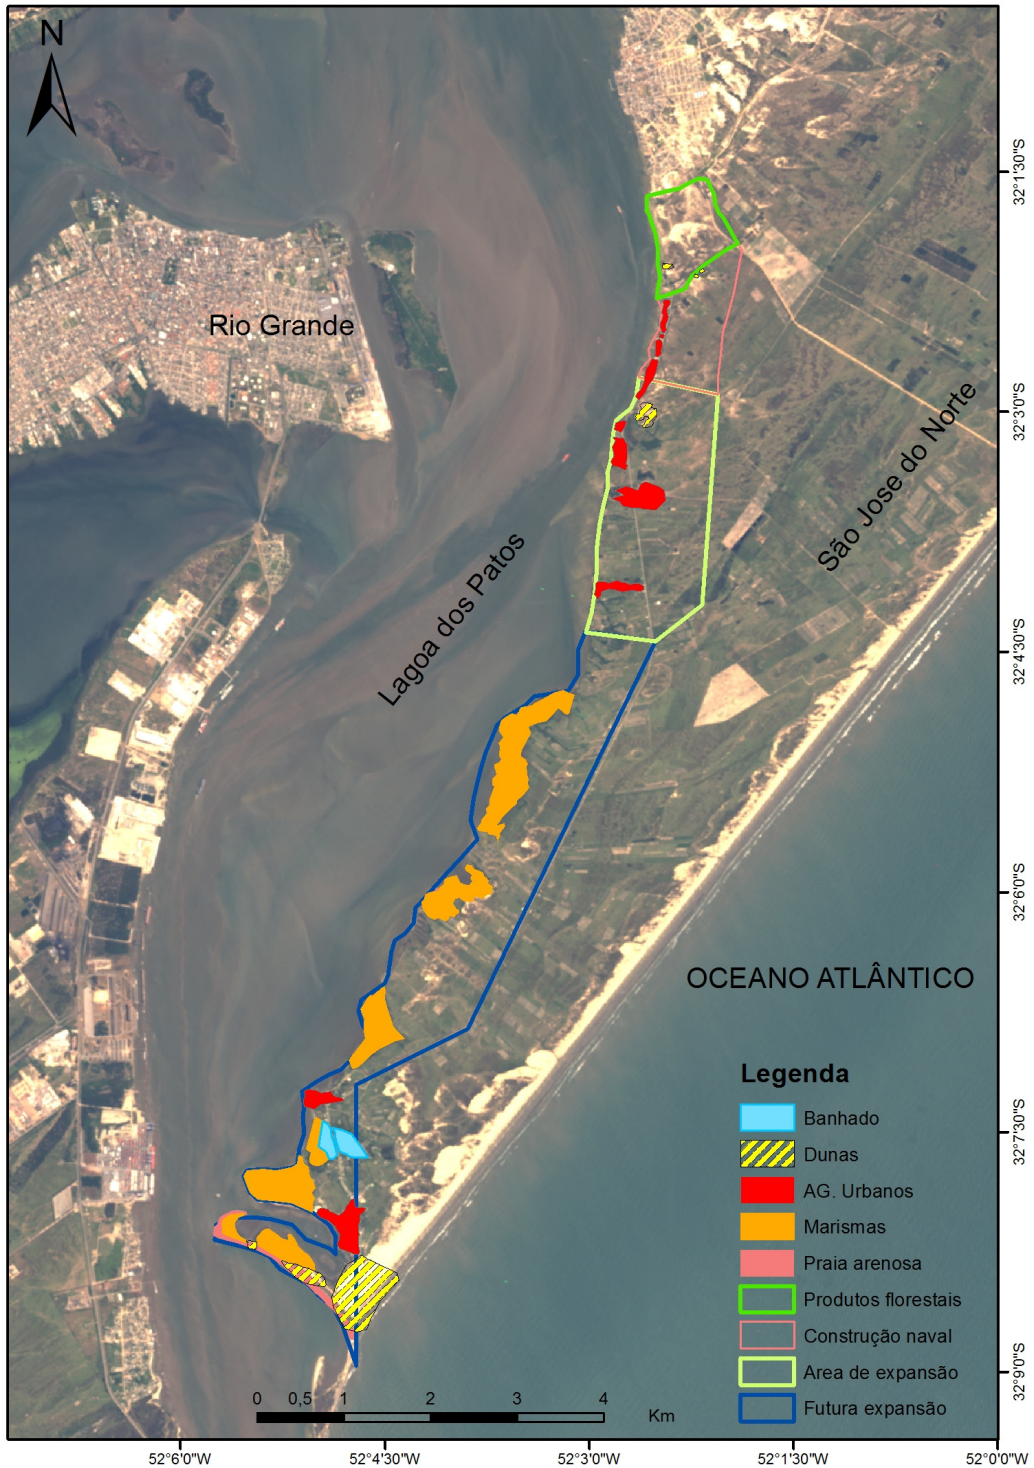 N
Rio Grande
Lagoa dos Patos
São Jose do Norte
OCEANO ATLÂNTICO
Legenda
Banhado
Dunas
AG. Urbanos
Marismas
Praia arenosa
Produtos florestais
Construção naval
Area de expansão
Futura expansão
0 0,5 1 2 3 4
Km
32°1'30"S
32°3'0"S
32°4'30"S
32°6'0"S
32°7'30"S
32°9'0"S
52°6'0"W 52°4'30"W 52°3'0"W 52°1'30"W 52°0'0"W